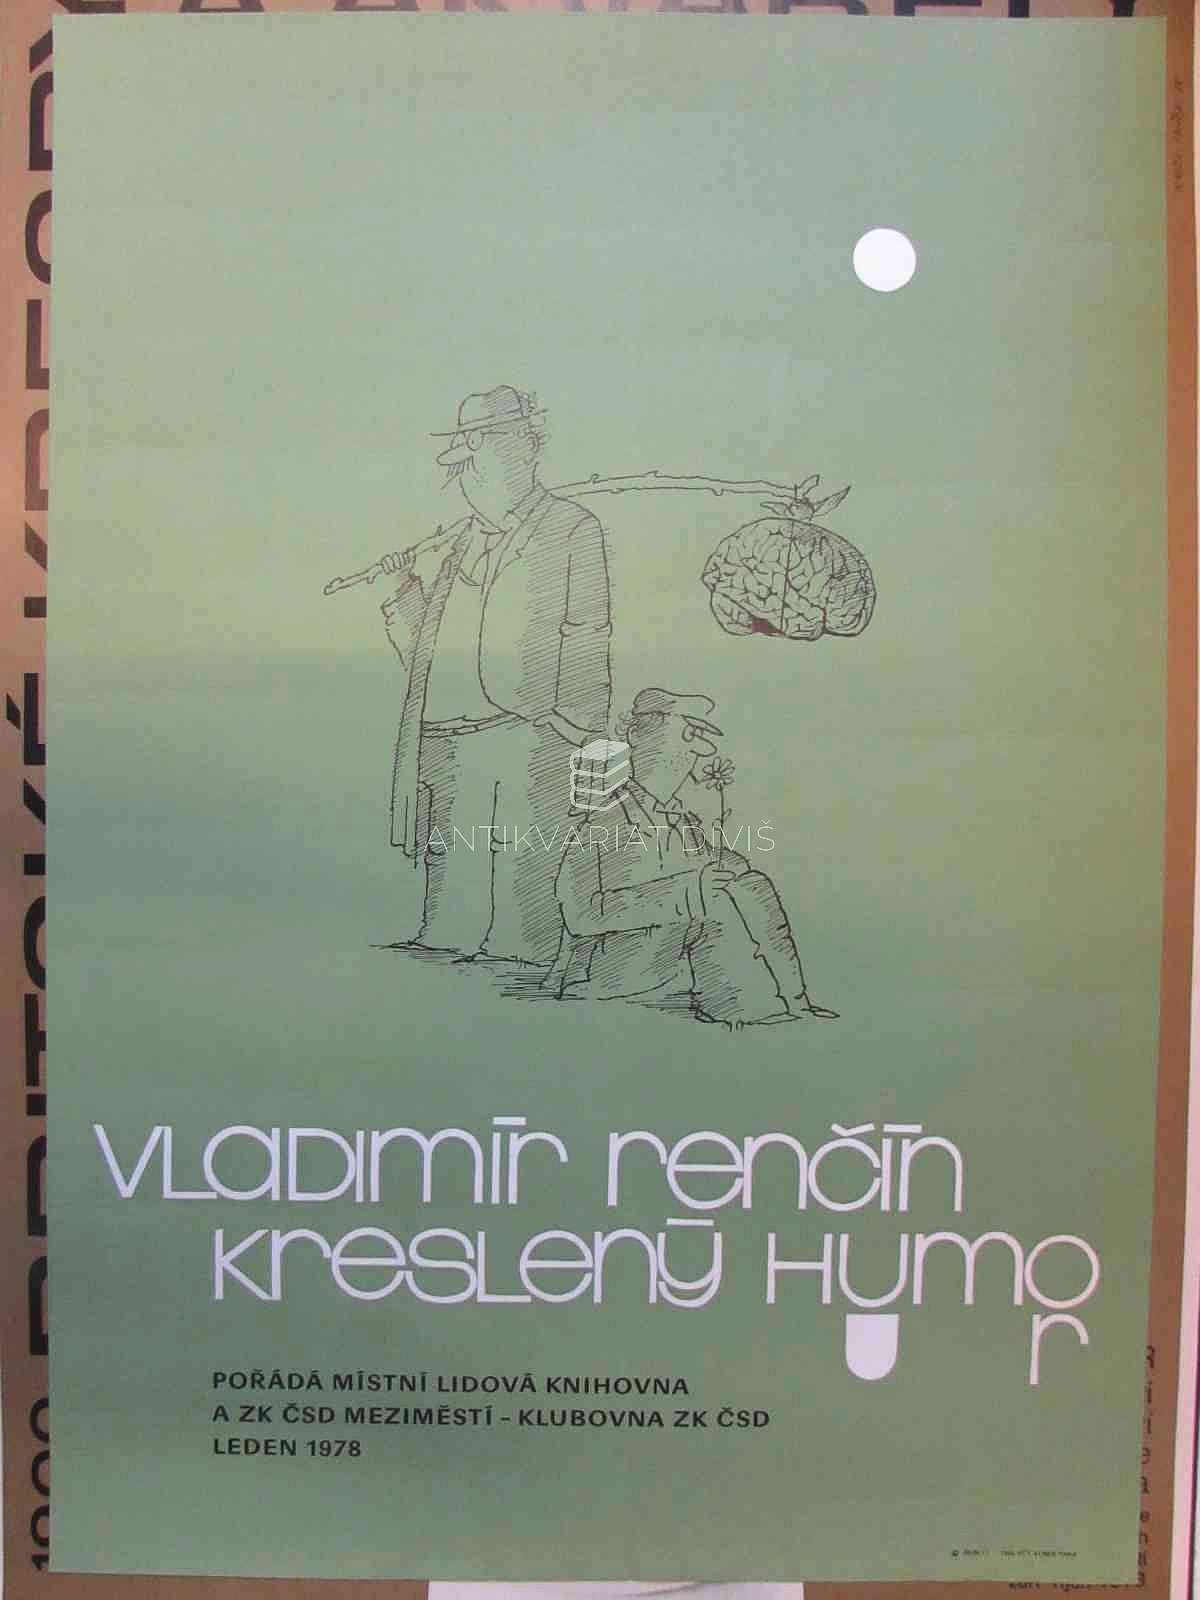 VLADIMÍR RENČÍN
KRESLENÝ HUMOR
POŘÁDÁ MÍSTNÍ LIDOVÁ KNIHOVNA
A ZK ČSD MEZIMĚSTÍ – KLUBOVNA ZK ČSD
LEDEN 1978
ANTIKVARIAT DIVIŠ